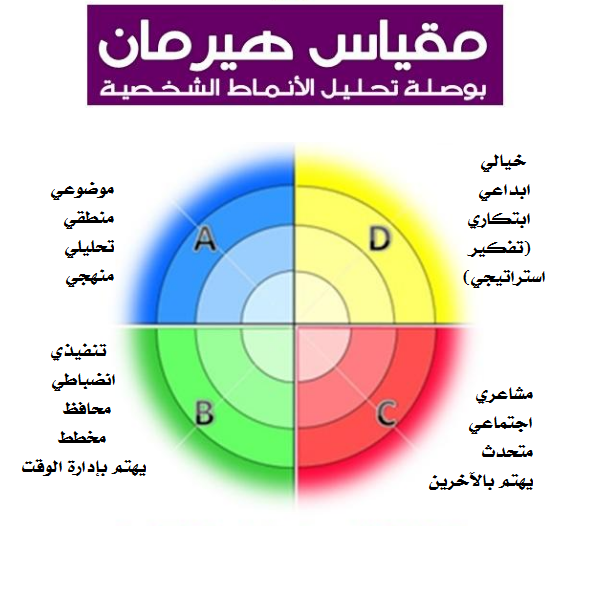 مقياس هيرمان
بوصلة تحليل الأنماط الشخصية
خيالي
ابداعي
ابتكاري
(تفكير
استراتيجي)
D
موضوعي
منطقي
تحليلي
منهجي
A
مشاعري
اجتماعي
متحدث
يهتم بالآخرين
C
تنفيذي
انضباطي
محافظ
مخطط
يهتم بإدارة الوقت
B